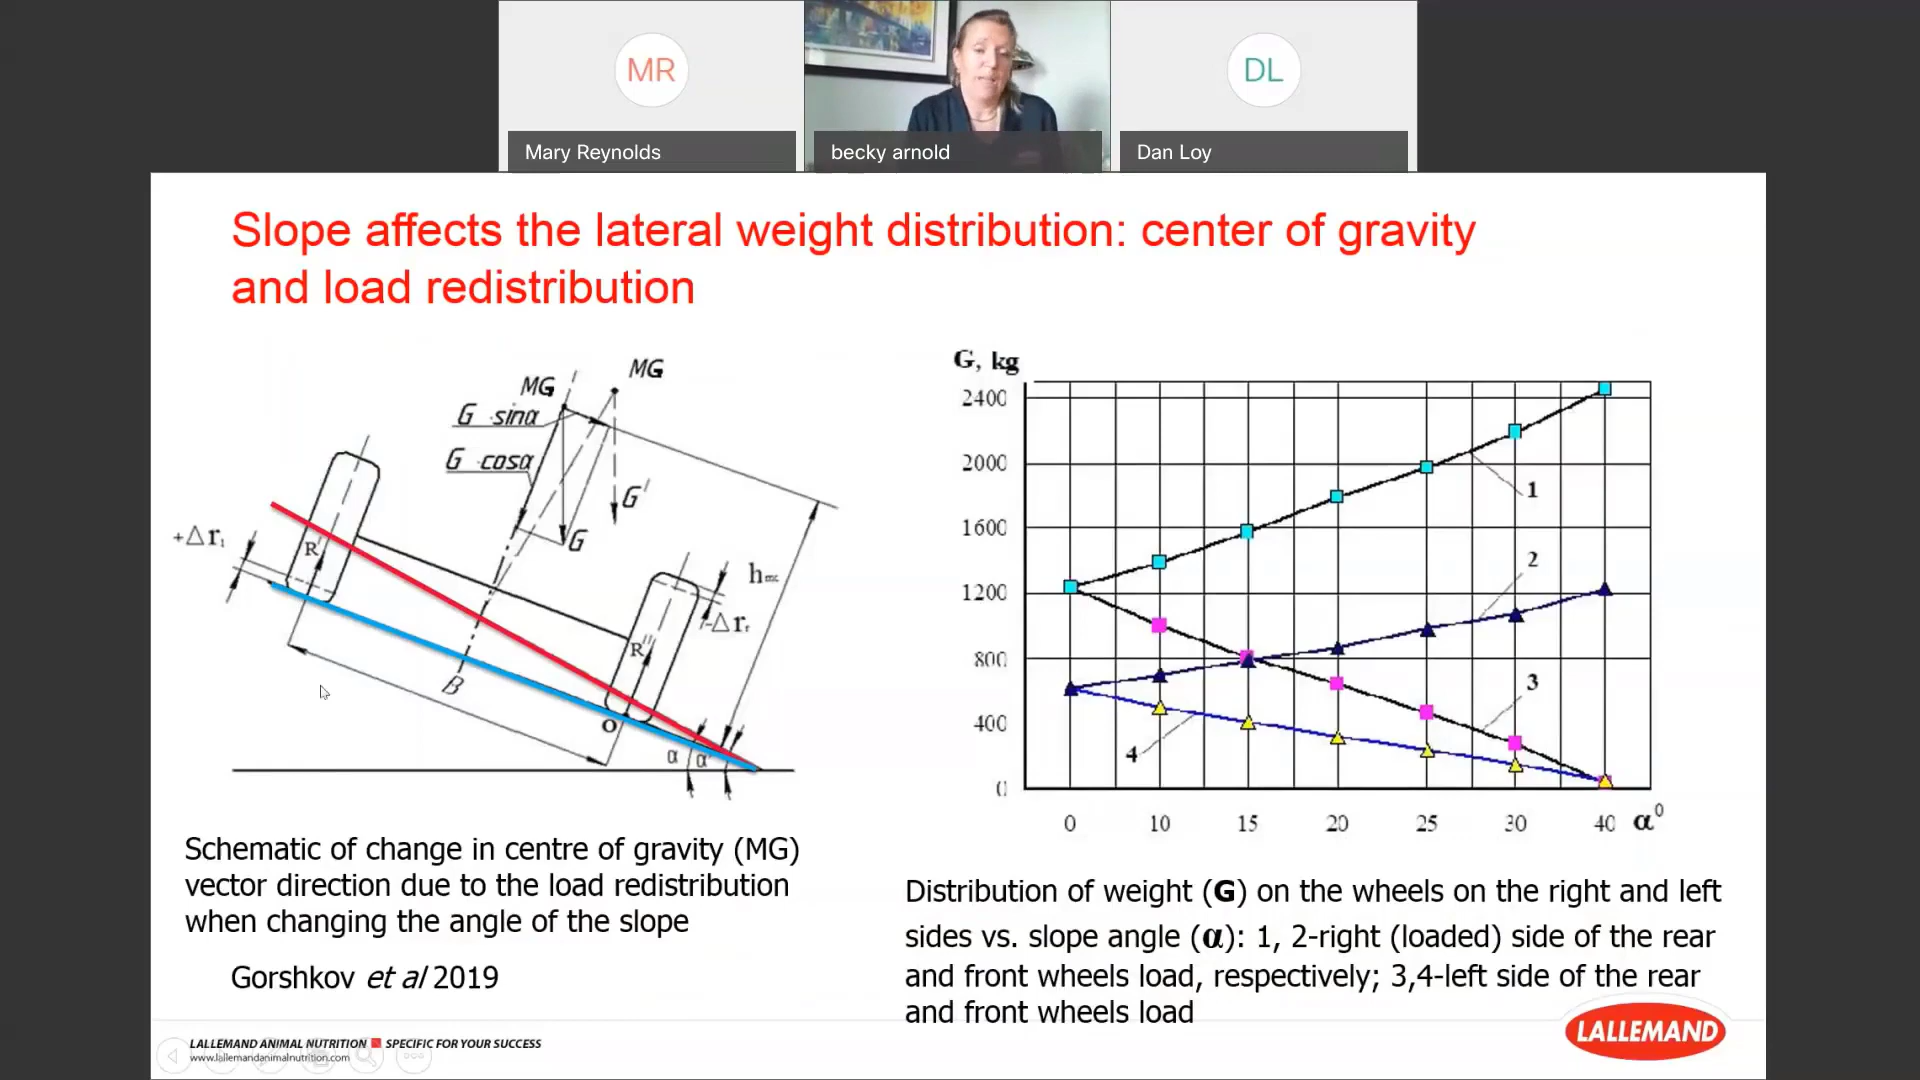 MR
DL
Mary Reynolds
becky arnold
Dan Loy
Slope affects the lateral weight distribution: center of gravity
and load redistribution
MG
MG
G · sinα
G · cosα
G'
G
+Δr₁
R'
hₘc
-Δrᵣ
R''
B
O
α
α'
G, kg
2400
2000
1600
1200
800
400
0
1
2
3
4
0 10 15 20 25 30 40 α⁰
Schematic of change in centre of gravity (MG)
vector direction due to the load redistribution
when changing the angle of the slope
Gorshkov et al 2019
Distribution of weight (G) on the wheels on the right and left
sides vs. slope angle (α): 1, 2-right (loaded) side of the rear
and front wheels load, respectively; 3,4-left side of the rear
and front wheels load
LALLEMAND ANIMAL NUTRITION SPECIFIC FOR YOUR SUCCESS
www.lallemandanimalnutrition.com
LALLEMAND